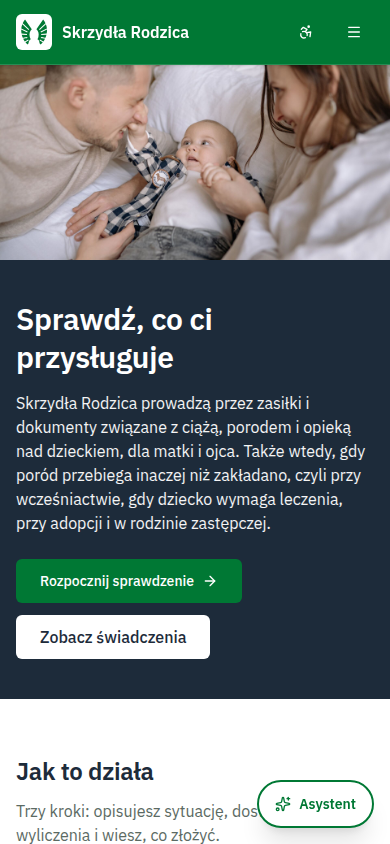 Skrzydła Rodzica
Sprawdź, co ci
przysługuje
Skrzydła Rodzica prowadzą przez zasiłki i
dokumenty związane z ciążą, porodem i opieką
nad dzieckiem, dla matki i ojca. Także wtedy, gdy
poród przebiega inaczej niż zakładano, czyli przy
wcześniactwie, gdy dziecko wymaga leczenia,
przy adopcji i w rodzinie zastępczej.
Rozpocznij sprawdzenie
Zobacz świadczenia
Jak to działa
Trzy kroki: opisujesz sytuację,
wyliczenia i wiesz, co złożyć.
Asystent